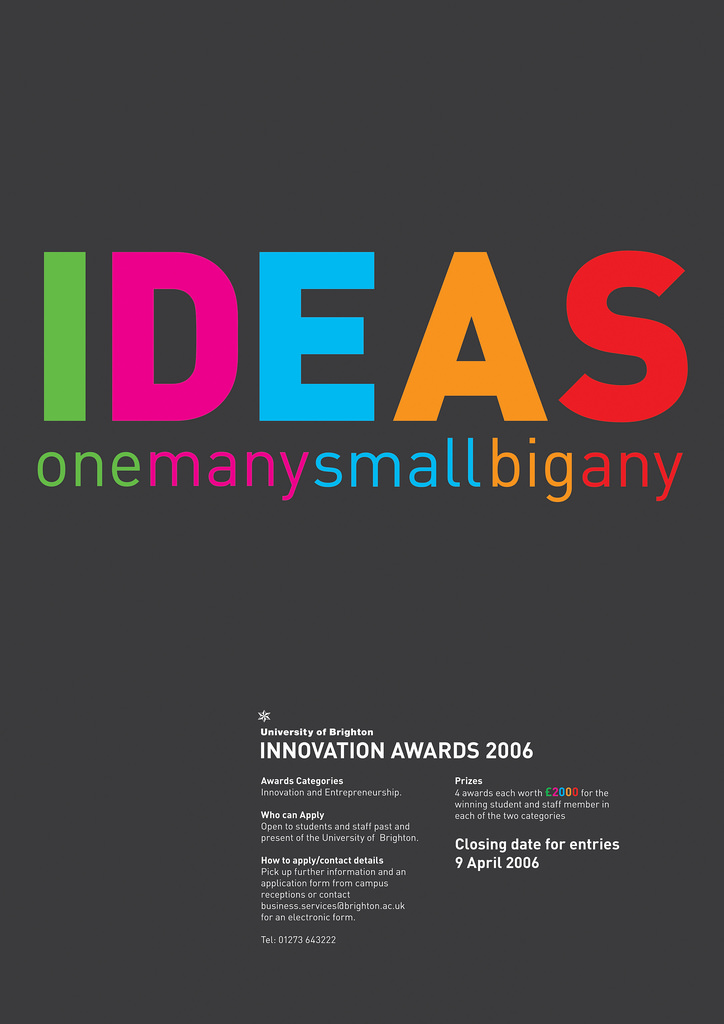 IDEAS
onemanysmallbigany
University of Brighton
INNOVATION AWARDS 2006
Awards Categories
Innovation and Entrepreneurship.
Who can Apply
Open to students and staff past and
present of the University of Brighton.
How to apply/contact details
Pick up further information and an
application form from campus
receptions or contact
business.services@brighton.ac.uk
for an electronic form.
Tel: 01273 643222
Prizes
4 awards each worth £2000 for the
winning student and staff member in
each of the two categories
Closing date for entries
9 April 2006